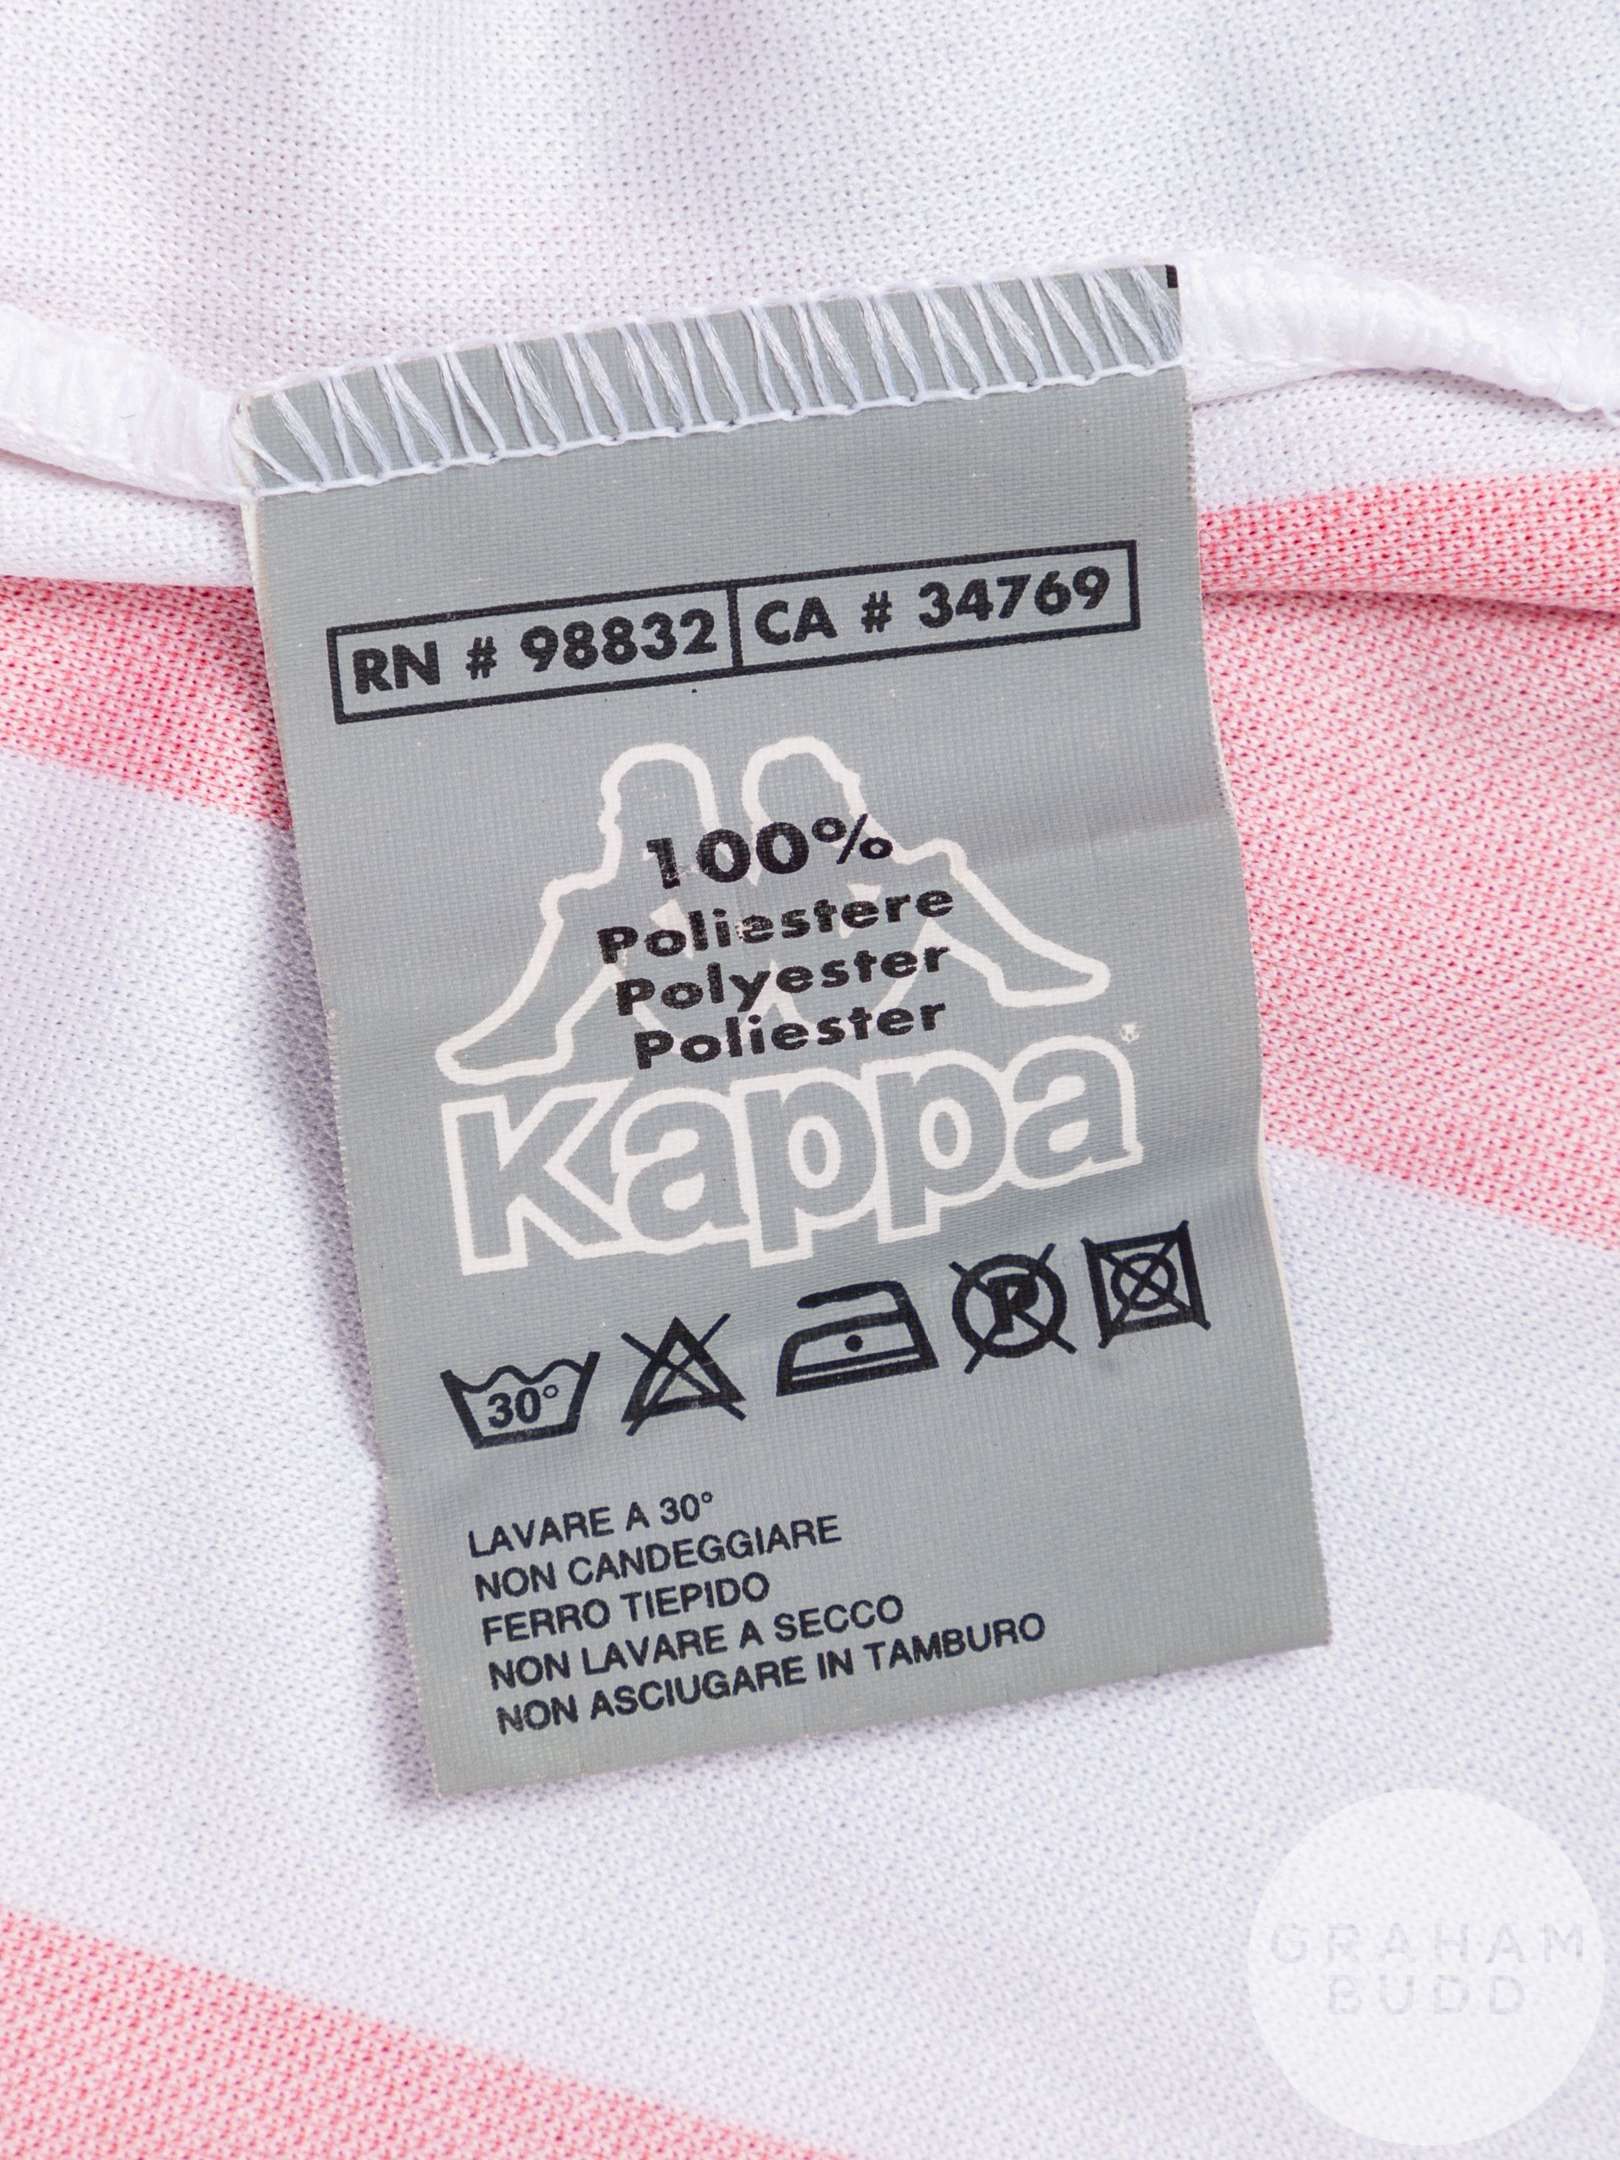 RN # 98832 CA # 34769
100%
Poliestere
Polyester
Poliester
Kappa
30°
P
LAVARE A 30°
NON CANDEGGIARE
FERRO TIEPIDO
NON LAVARE A SECCO
NON ASCIUGARE IN TAMBURO
GRAHAM
BUDD